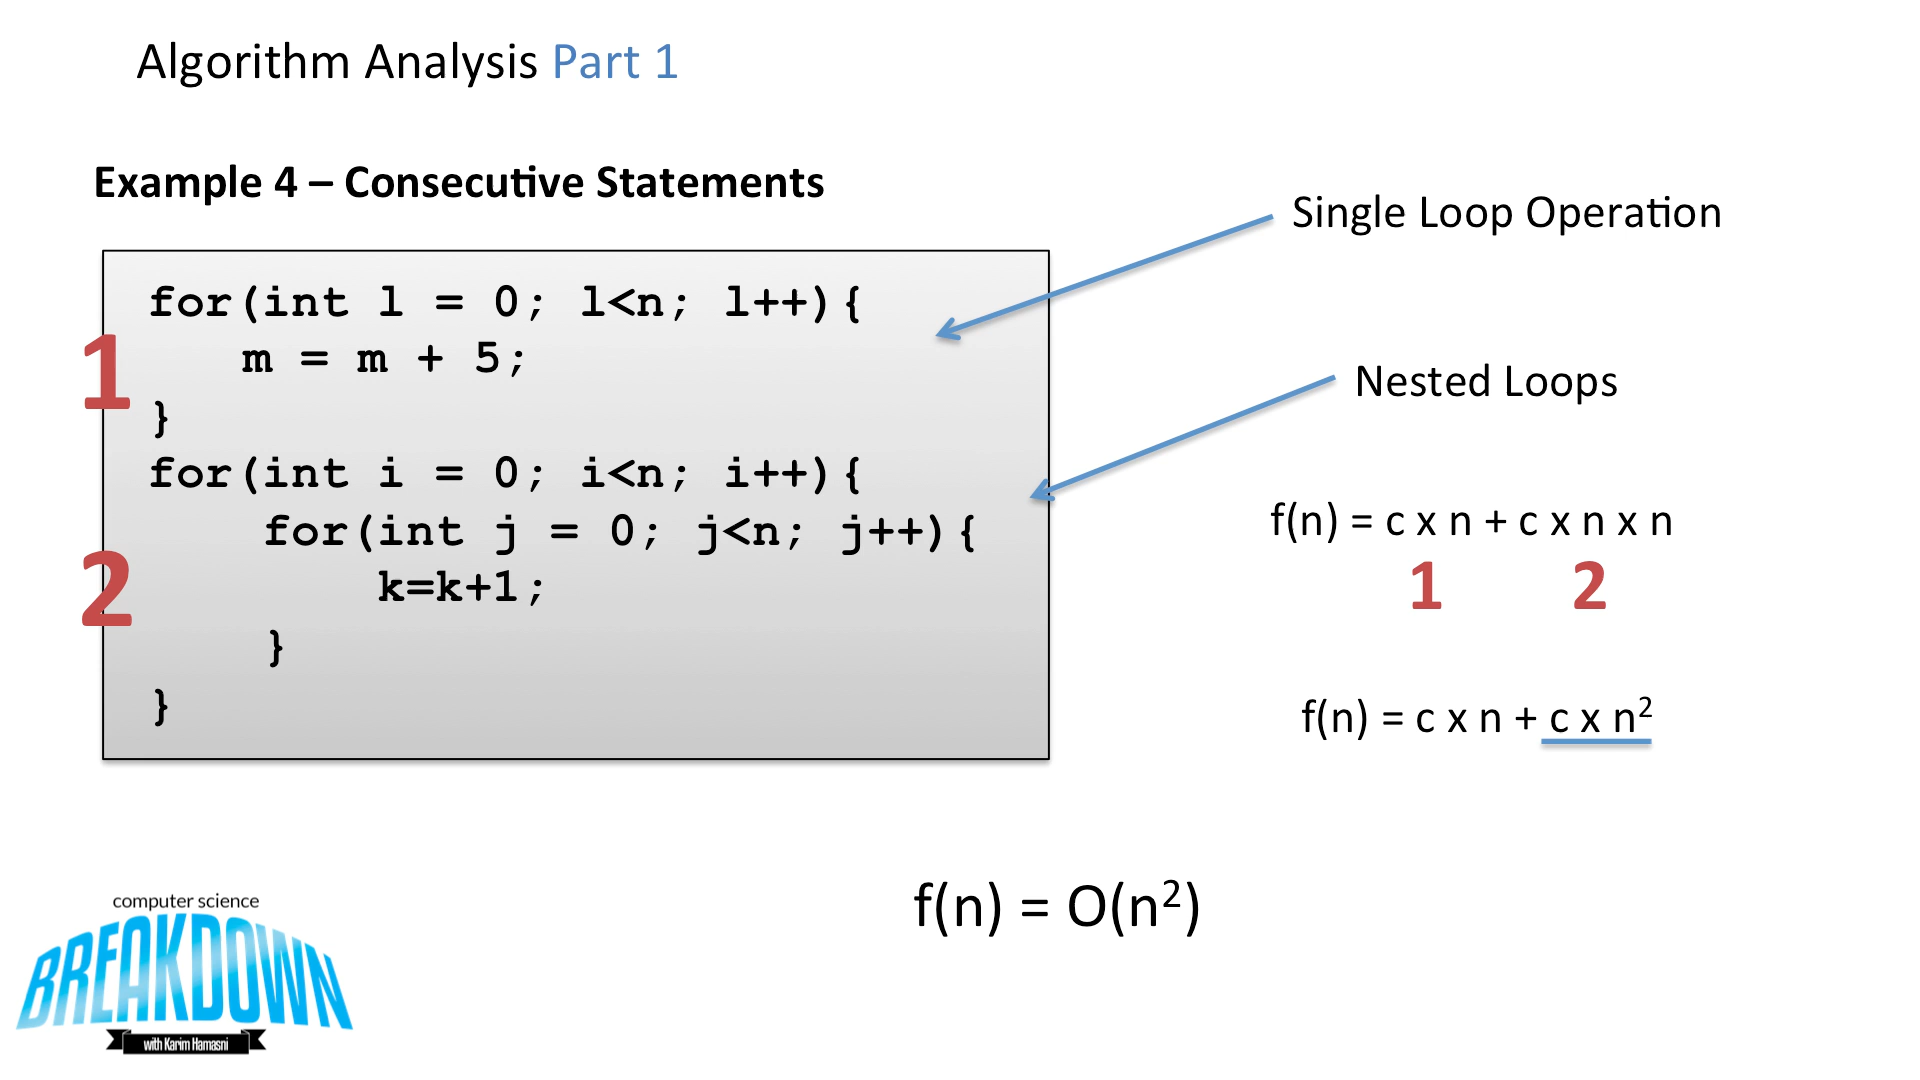 Algorithm Analysis Part 1
Example 4 – Consecutive Statements
Single Loop Operation
for(int l = 0; l<n; l++){
1
m = m + 5;
}
Nested Loops
for(int i = 0; i<n; i++){
for(int j = 0; j<n; j++){
2
k=k+1;
}
}
f(n) = c x n + c x n x n
1 2
f(n) = c x n + c x n²
f(n) = O(n²)
computer science
BREAKDOWN
with Karim Hamasni